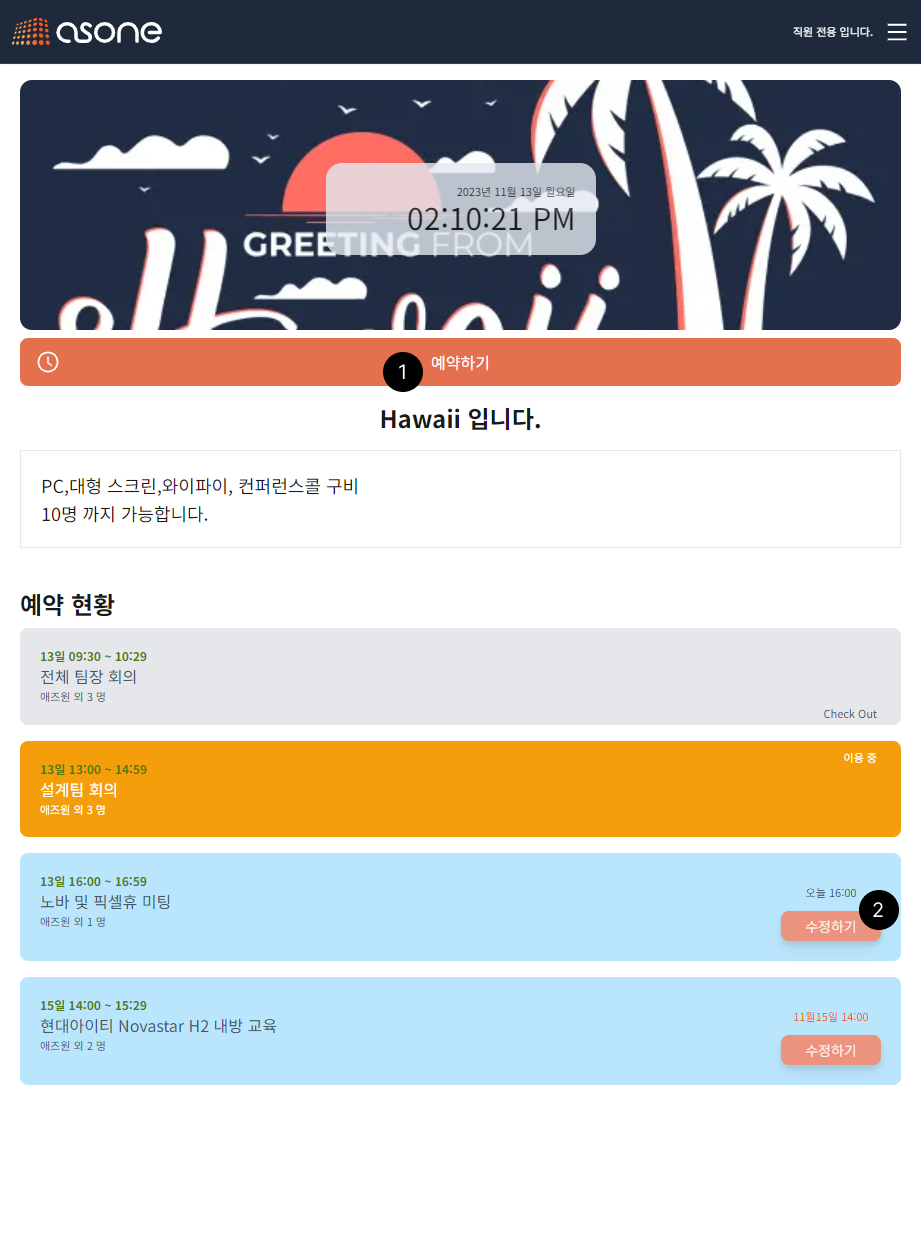 asone
직원 전용 입니다.
2023년 11월 13일 월요일
02:10:21 PM
GREETING FROM
Hawaii
예약하기
1
Hawaii 입니다.
PC,대형 스크린,와이파이, 컨퍼런스콜 구비
10명 까지 가능합니다.
예약 현황
13일 09:30 ~ 10:29
전체 팀장 회의
애즈원 외 3 명
Check Out
13일 13:00 ~ 14:59
이용 중
설계팀 회의
애즈원 외 3 명
13일 16:00 ~ 16:59
노바 및 픽셀휴 미팅
애즈원 외 1 명
오늘 16:00
2
수정하기
15일 14:00 ~ 15:29
현대아이티 Novastar H2 내방 교육
애즈원 외 2 명
11월15일 14:00
수정하기